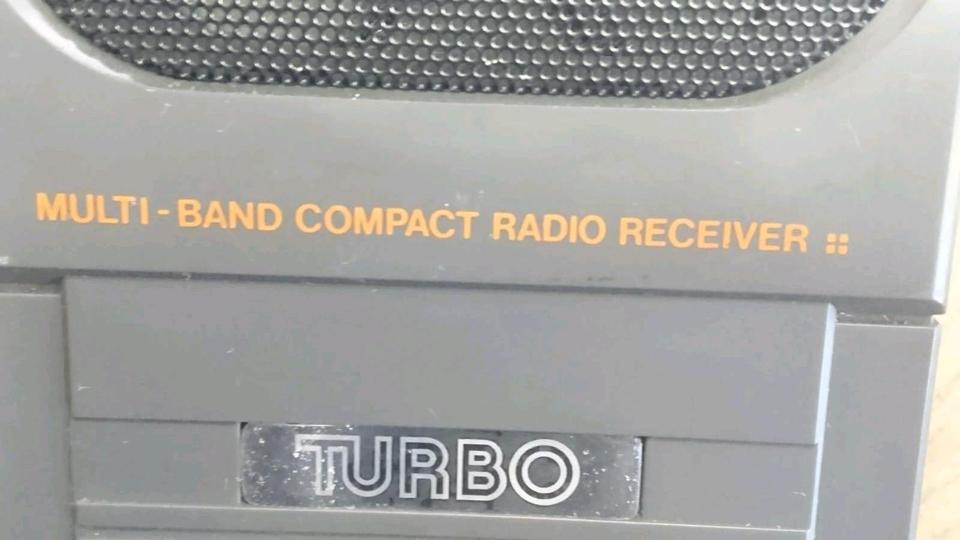 MULTI-BAND COMPACT RADIO RECEIVER
TURBO